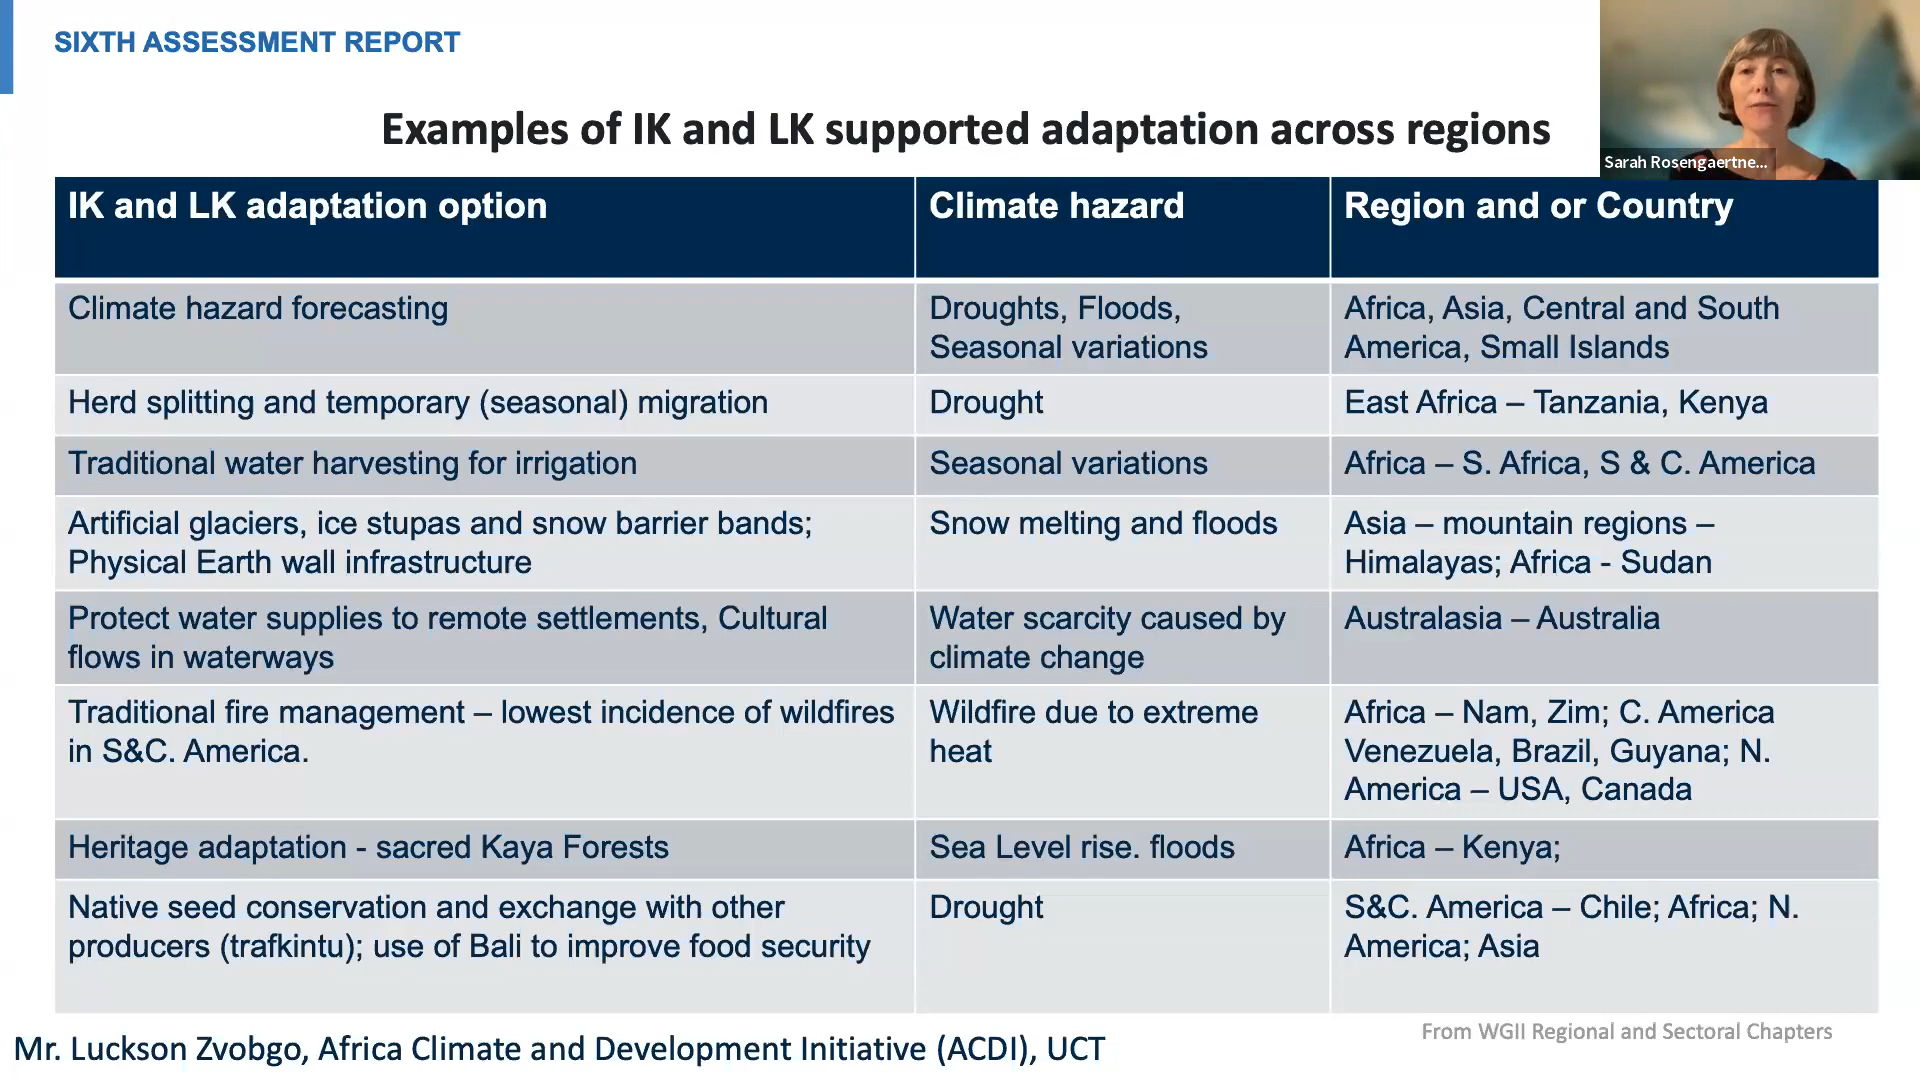 SIXTH ASSESSMENT REPORT
Examples of IK and LK supported adaptation across regions
Sarah Rosengaertne...
IK and LK adaptation option
Climate hazard
Region and or Country
Climate hazard forecasting
Droughts, Floods,
Seasonal variations
Africa, Asia, Central and South
America, Small Islands
Herd splitting and temporary (seasonal) migration
Drought
East Africa – Tanzania, Kenya
Traditional water harvesting for irrigation
Seasonal variations
Africa – S. Africa, S & C. America
Artificial glaciers, ice stupas and snow barrier bands;
Physical Earth wall infrastructure
Snow melting and floods
Asia – mountain regions –
Himalayas; Africa - Sudan
Protect water supplies to remote settlements, Cultural
flows in waterways
Water scarcity caused by
climate change
Australasia – Australia
Traditional fire management – lowest incidence of wildfires
in S&C. America.
Wildfire due to extreme
heat
Africa – Nam, Zim; C. America
Venezuela, Brazil, Guyana; N.
America – USA, Canada
Heritage adaptation - sacred Kaya Forests
Sea Level rise. floods
Africa – Kenya;
Native seed conservation and exchange with other
producers (trafkintu); use of Bali to improve food security
Drought
S&C. America – Chile; Africa; N.
America; Asia
From WGII Regional and Sectoral Chapters
Mr. Luckson Zvobgo, Africa Climate and Development Initiative (ACDI), UCT